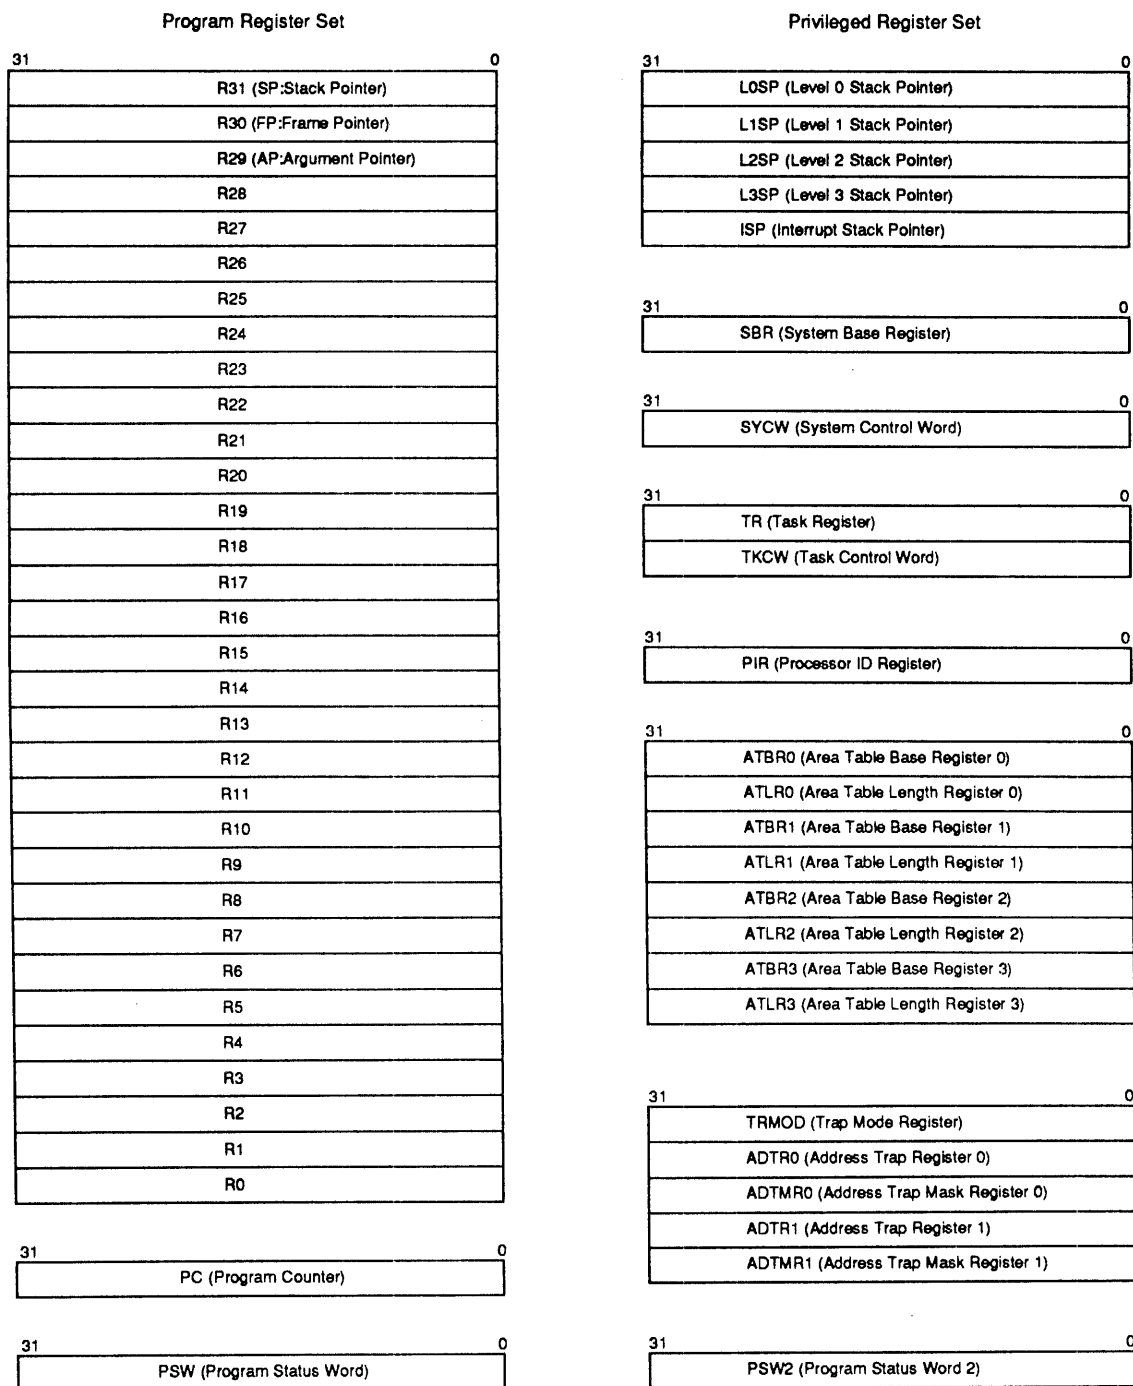 Program Register Set
31 0
R31 (SP:Stack Pointer)
R30 (FP:Frame Pointer)
R29 (AP:Argument Pointer)
R28
R27
R26
R25
R24
R23
R22
R21
R20
R19
R18
R17
R16
R15
R14
R13
R12
R11
R10
R9
R8
R7
R6
R5
R4
R3
R2
R1
R0
31 0
PC (Program Counter)
31 0
PSW (Program Status Word)
Privileged Register Set
31 0
L0SP (Level 0 Stack Pointer)
L1SP (Level 1 Stack Pointer)
L2SP (Level 2 Stack Pointer)
L3SP (Level 3 Stack Pointer)
ISP (Interrupt Stack Pointer)
31 0
SBR (System Base Register)
31 0
SYCW (System Control Word)
31 0
TR (Task Register)
TKCW (Task Control Word)
31 0
PIR (Processor ID Register)
31 0
ATBR0 (Area Table Base Register 0)
ATLR0 (Area Table Length Register 0)
ATBR1 (Area Table Base Register 1)
ATLR1 (Area Table Length Register 1)
ATBR2 (Area Table Base Register 2)
ATLR2 (Area Table Length Register 2)
ATBR3 (Area Table Base Register 3)
ATLR3 (Area Table Length Register 3)
31 0
TRMOD (Trap Mode Register)
ADTR0 (Address Trap Register 0)
ADTMR0 (Address Trap Mask Register 0)
ADTR1 (Address Trap Register 1)
ADTMR1 (Address Trap Mask Register 1)
31 0
PSW2 (Program Status Word 2)